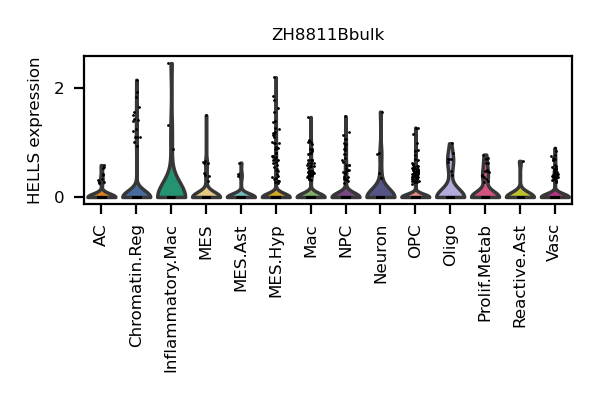 ZH8811Bbulk
HELLS expression
2
0
AC
Chromatin.Reg
Inflammatory.Mac
MES
MES.Ast
MES.Hyp
Mac
NPC
Neuron
OPC
Oligo
Prolif.Metab
Reactive.Ast
Vasc